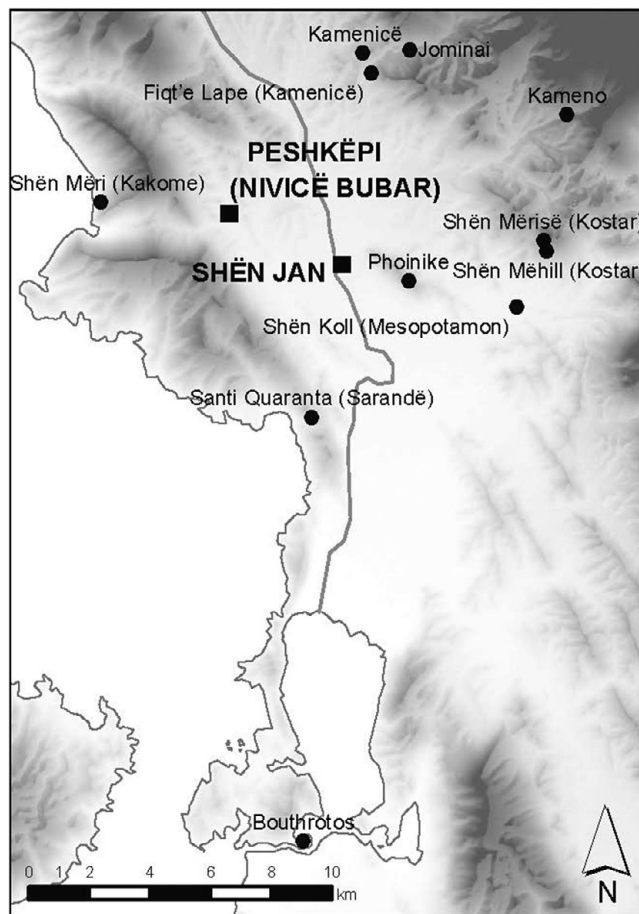 Kamenicë
Jominai
Fiqt'e Lape (Kamenicë)
Kameno
PESHKËPI
(NIVICË BUBAR)
Shën Mëri (Kakome)
Shën Mërisë (Kostar)
SHËN JAN
Phoinike
Shën Mëhill (Kostar
Shën Koll (Mesopotamon)
Santi Quaranta (Sarandë)
Bouthrotos
0 2 4 6 8 10
km
N